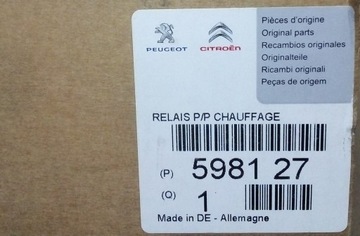 PEUGEOT CITROËN
Pièces d'origine
Original parts
Recambios originales
Originalteile
Ricambi originali
Peças de origem
RELAIS P/P CHAUFFAGE
(P) 5981 27
(Q) 1
Made in DE - Allemagne